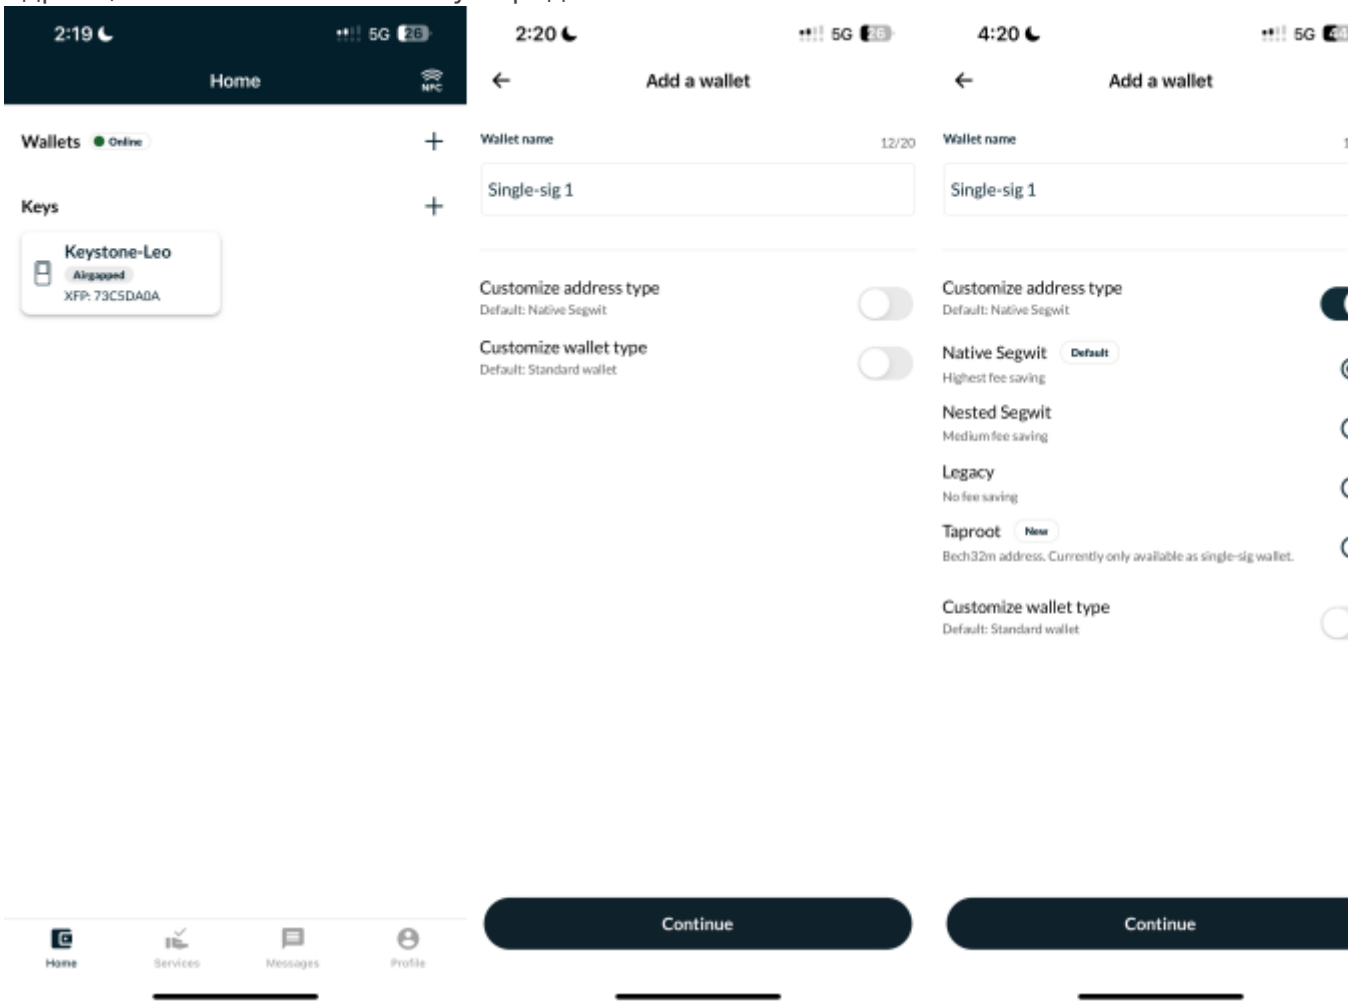 2:19
5G 26
Home
NFC
Wallets Online
Keys
Keystone-Leo
Airgapped
XFP: 73C5DA0A
Home
Services
Messages
Profile
2:20
5G 26
Add a wallet
Wallet name
12/20
Single-sig 1
Customize address type
Default: Native Segwit
Customize wallet type
Default: Standard wallet
Continue
4:20
5G
Add a wallet
Wallet name
Single-sig 1
Customize address type
Default: Native Segwit
Native Segwit Default
Highest fee saving
Nested Segwit
Medium fee saving
Legacy
No fee saving
Taproot New
Bech32m address. Currently only available as single-sig wallet.
Customize wallet type
Default: Standard wallet
Continue